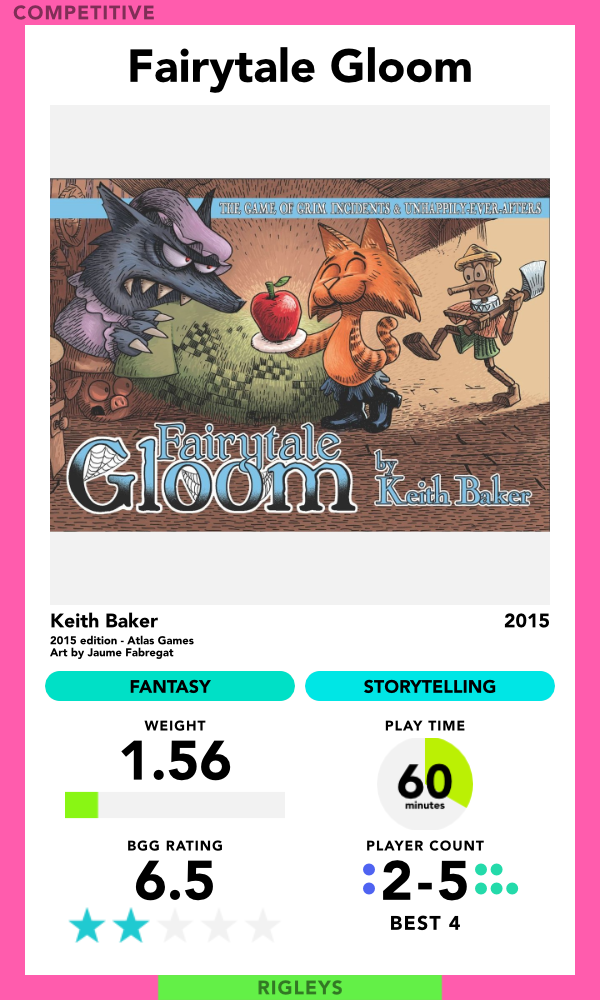 COMPETITIVE
Fairytale Gloom
THE GAME OF GRIM INCIDENTS & UNHAPPILY-EVER-AFTERS
Fairytale
Gloom
by
Keith Baker
Keith Baker
2015
2015 edition - Atlas Games
Art by Jaume Fabregat
FANTASY
STORYTELLING
WEIGHT
1.56
PLAY TIME
60
minutes
BGG RATING
6.5
PLAYER COUNT
2-5
BEST 4
RIGLEYS